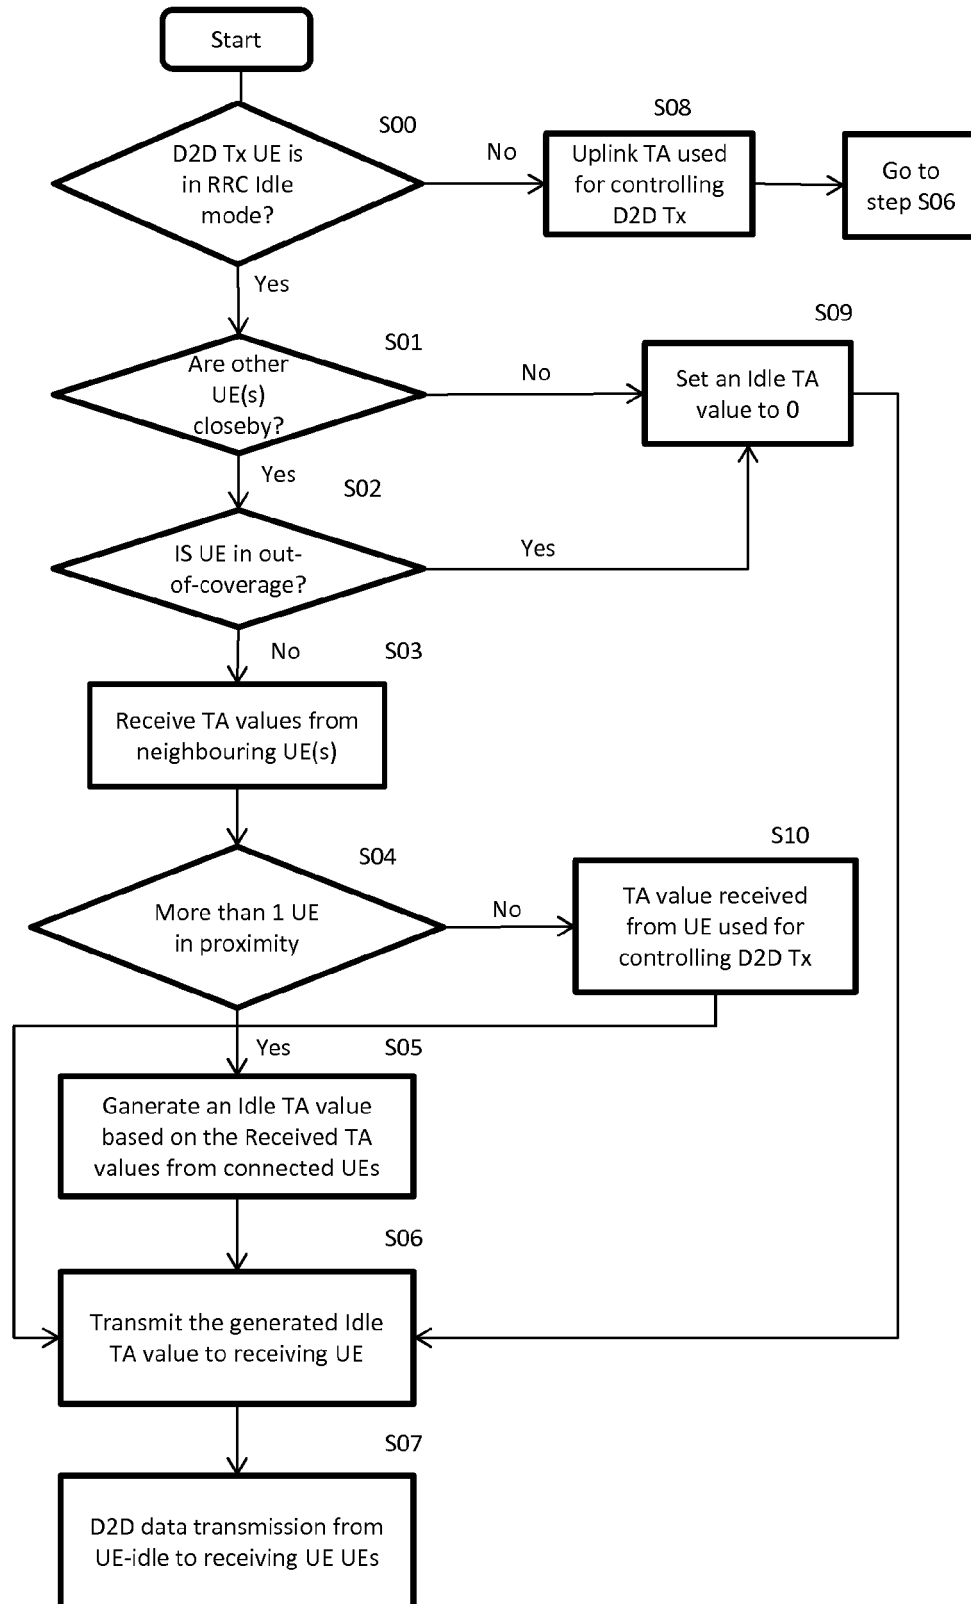 Start
S00
D2D Tx UE is
in RRC Idle
mode?
No
S08
Uplink TA used
for controlling
D2D Tx
Go to
step S06
Yes
S01
Are other
UE(s)
closeby?
No
S09
Set an Idle TA
value to 0
Yes
S02
IS UE in out-
of-coverage?
Yes
No
S03
Receive TA values from
neighbouring UE(s)
S04
More than 1 UE
in proximity
No
S10
TA value received
from UE used for
controlling D2D Tx
Yes
S05
Ganerate an Idle TA value
based on the Received TA
values from connected UEs
S06
Transmit the generated Idle
TA value to receiving UE
S07
D2D data transmission from
UE-idle to receiving UE UEs